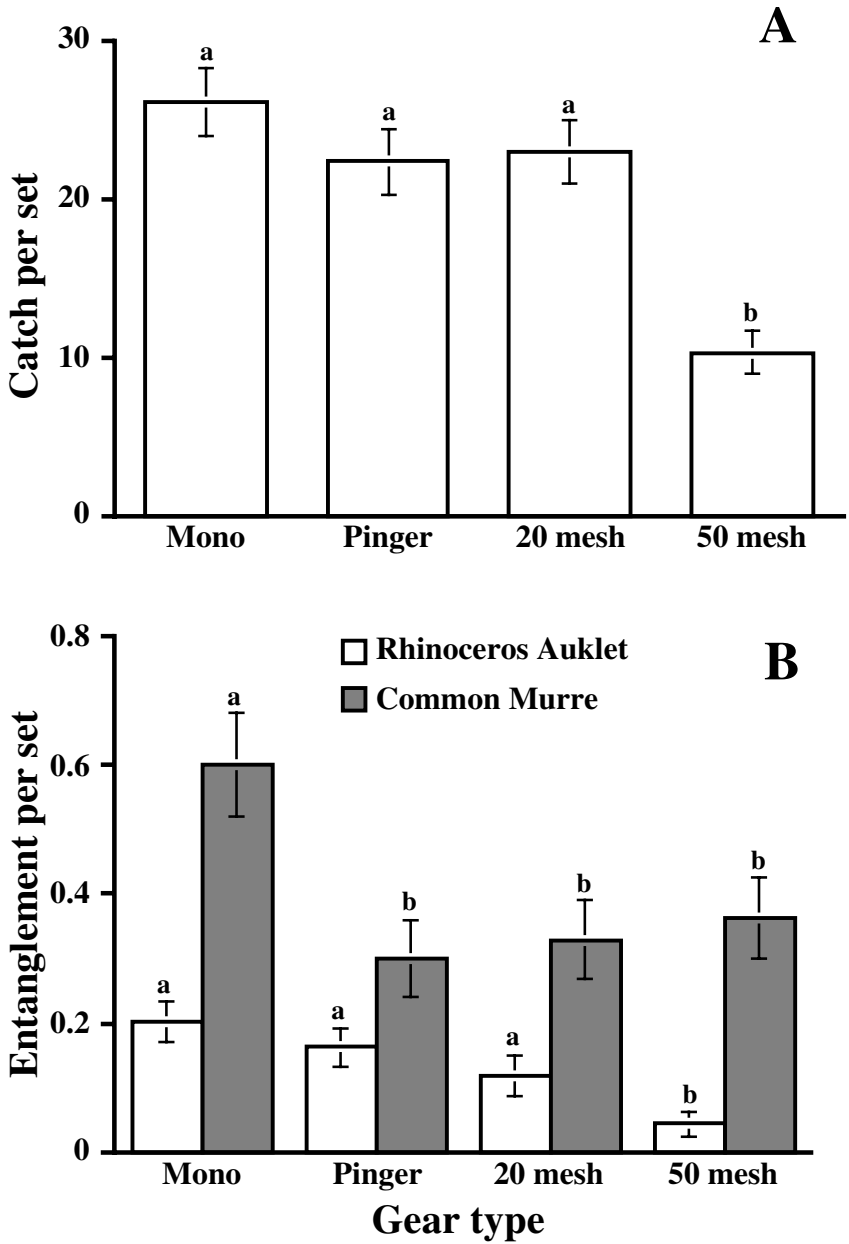 A
30
20
10
0
Catch per set
a
a
a
b
Mono Pinger 20 mesh 50 mesh
B
Rhinoceros Auklet
Common Murre
0.8
0.6
0.4
0.2
0
Entanglement per set
a
a
a
b
a
b
a
b
b
Mono Pinger 20 mesh 50 mesh
Gear type